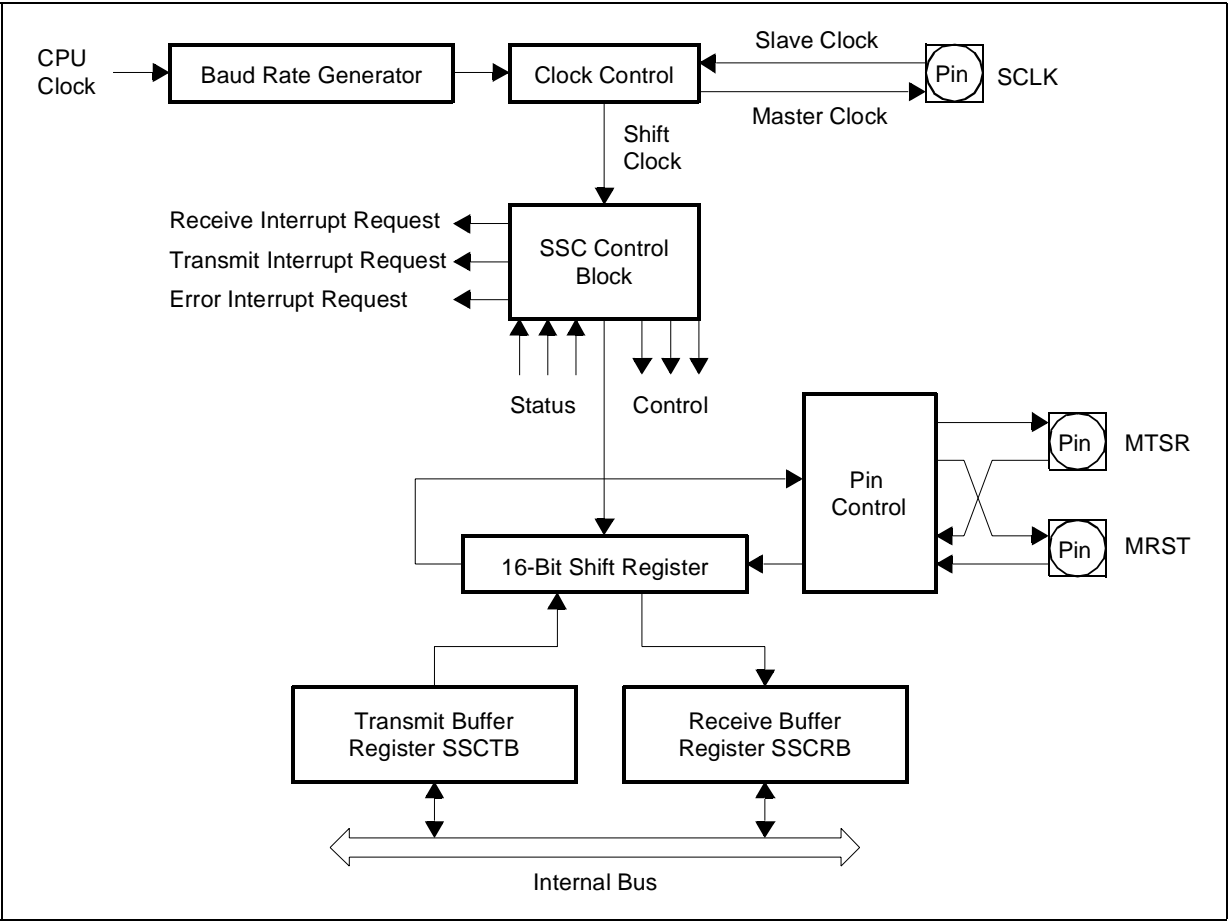 CPU
Clock
Baud Rate Generator
Clock Control
Slave Clock
Master Clock
Pin
SCLK
Shift
Clock
Receive Interrupt Request
Transmit Interrupt Request
Error Interrupt Request
SSC Control
Block
Status
Control
Pin
Control
Pin
MTSR
Pin
MRST
16-Bit Shift Register
Transmit Buffer
Register SSCTB
Receive Buffer
Register SSCRB
Internal Bus